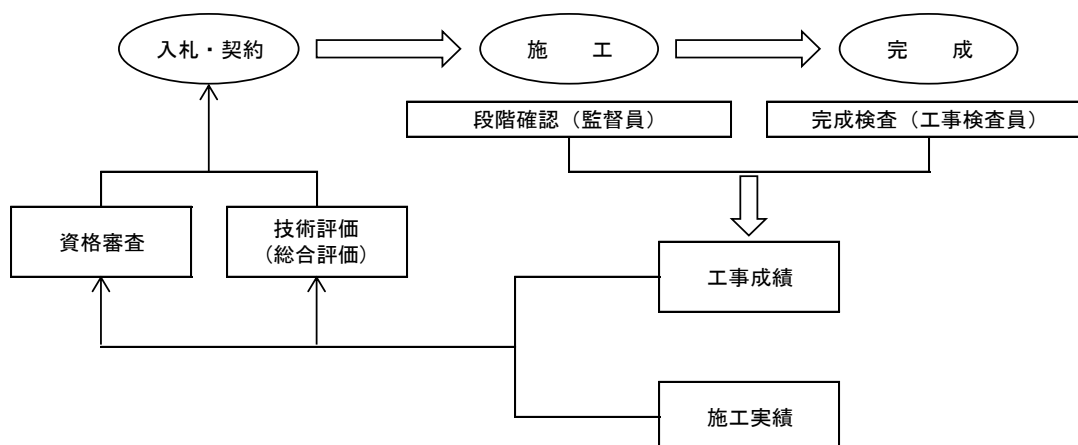 入札・契約
施　　工
完　　成
段階確認（監督員）
完成検査（工事検査員）
資格審査
技術評価
（総合評価）
工事成績
施工実績